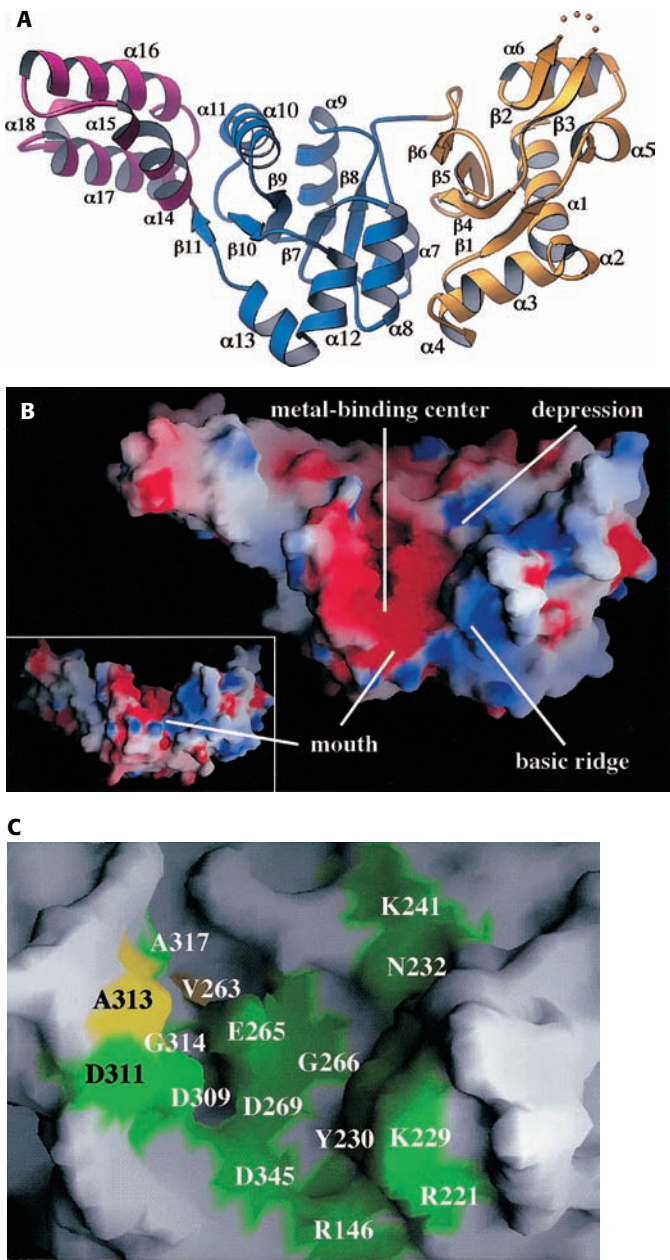 A
α16
α6
α11
α10
α9
β2
β3
α18
α15
β6
α5
β9
β8
β5
α17
α14
β4
α1
β11
β10
β7
α7
β1
α2
α13
α12
α8
α3
α4
B
metal-binding center
depression
mouth
basic ridge
C
K241
A317
N232
V263
A313
E265
G314
G266
D311
D309
D269
Y230
K229
D345
R221
R146